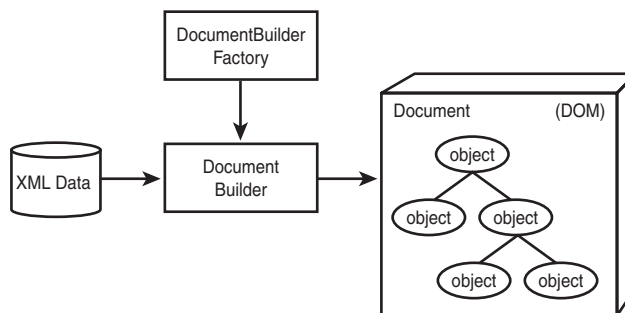 DocumentBuilder
Factory
XML Data
Document
Builder
Document (DOM)
object
object
object
object
object